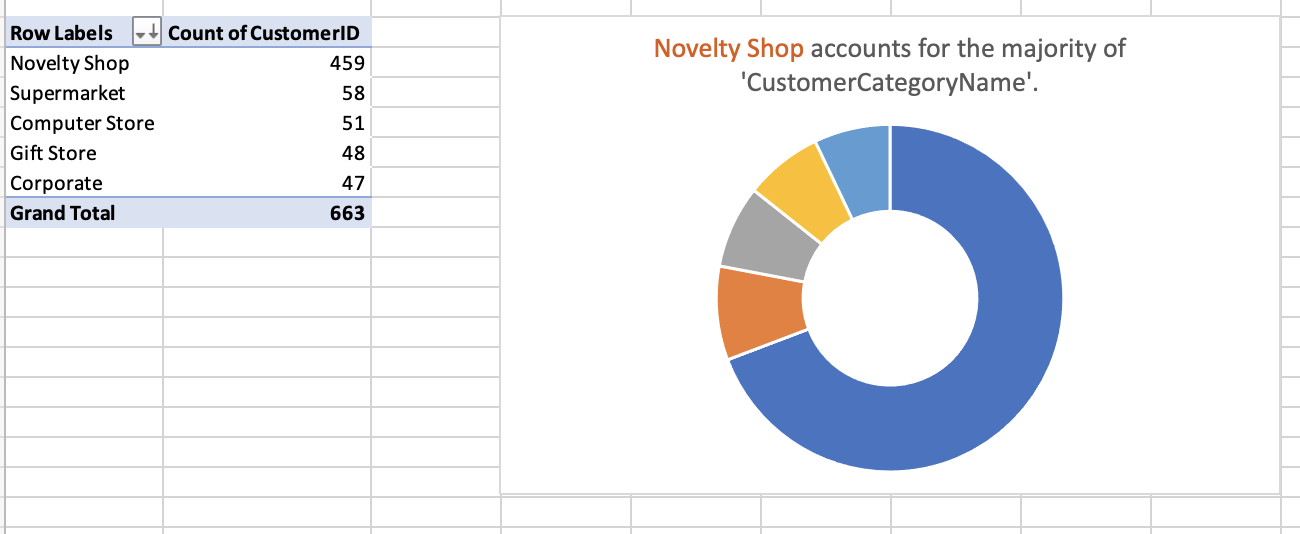 Row Labels Count of CustomerID
Novelty Shop 459
Supermarket 58
Computer Store 51
Gift Store 48
Corporate 47
Grand Total 663
Novelty Shop accounts for the majority of
'CustomerCategoryName'.